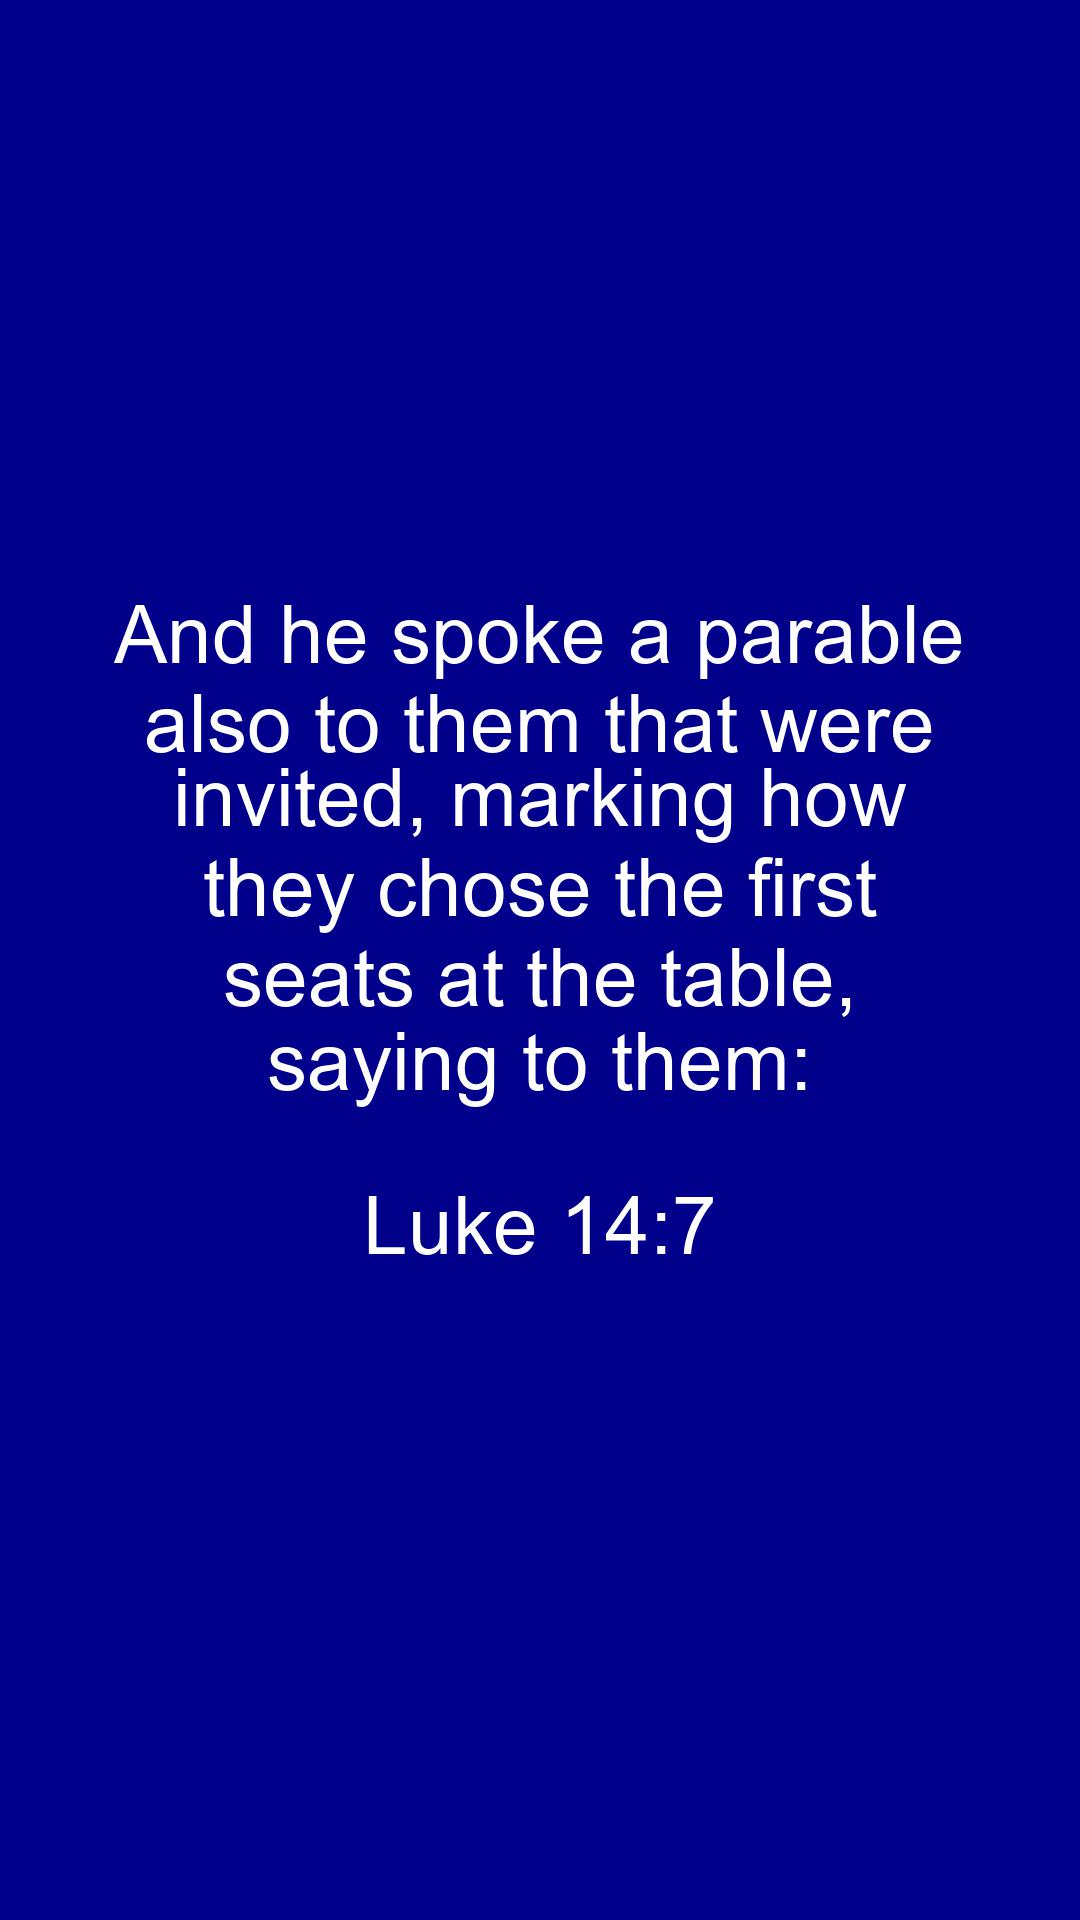 And he spoke a parable
also to them that were
invited, marking how
they chose the first
seats at the table,
saying to them:
Luke 14:7